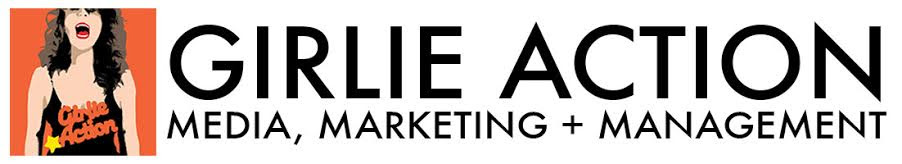 Girlie
Action
GIRLIE ACTION
MEDIA, MARKETING + MANAGEMENT